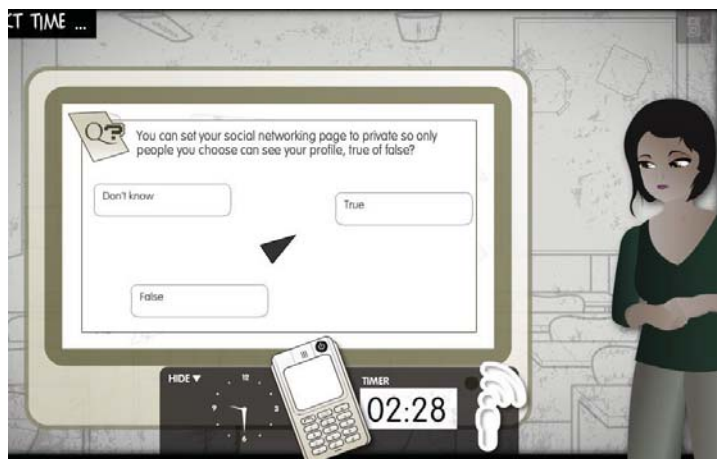 CT TIME ...
Q?
You can set your social networking page to private so only
people you choose can see your profile, true of false?
Don't know
True
False
HIDE▼
TIMER
12
9
3
6
02:28